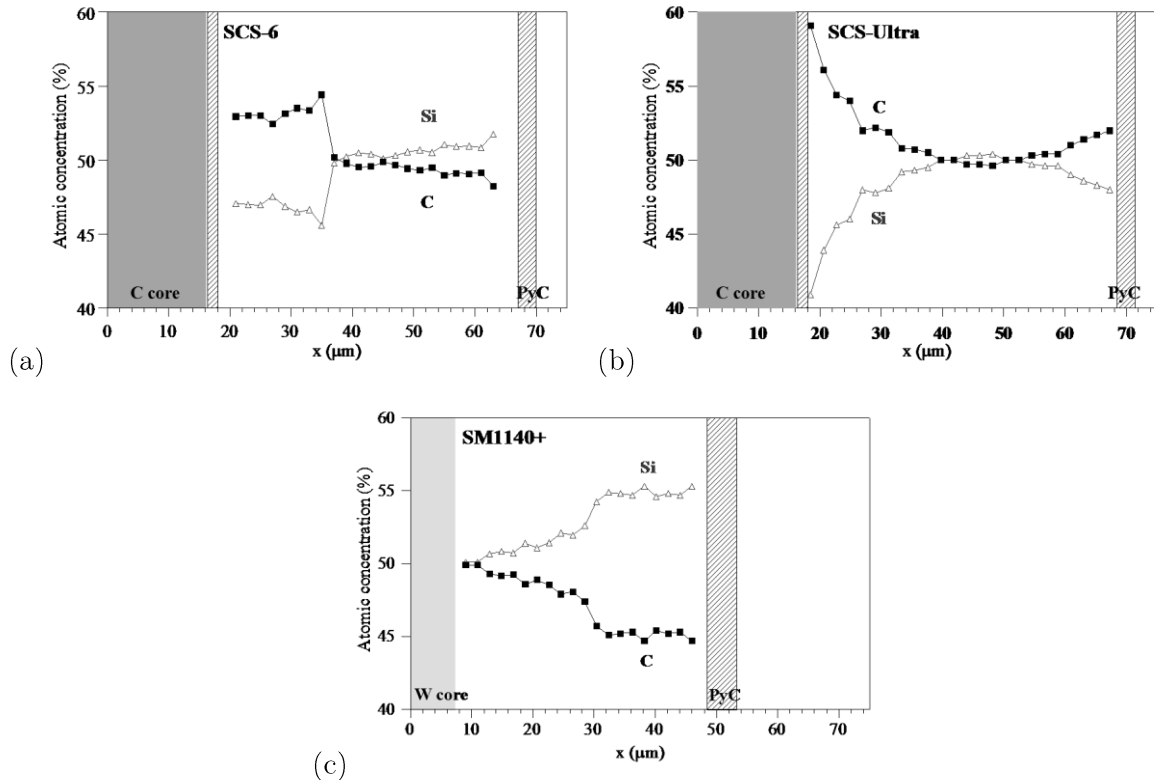 SCS-6
Si
C
C core
PyC
Atomic concentration (%)
60
55
50
45
40
0 10 20 30 40 50 60 70
x (μm)
(a)
SCS-Ultra
C
Si
C core
PyC
Atomic concentration (%)
60
55
50
45
40
0 10 20 30 40 50 60 70
x (μm)
(b)
SM1140+
Si
C
W core
PyC
Atomic concentration (%)
60
55
50
45
40
0 10 20 30 40 50 60 70
x (μm)
(c)